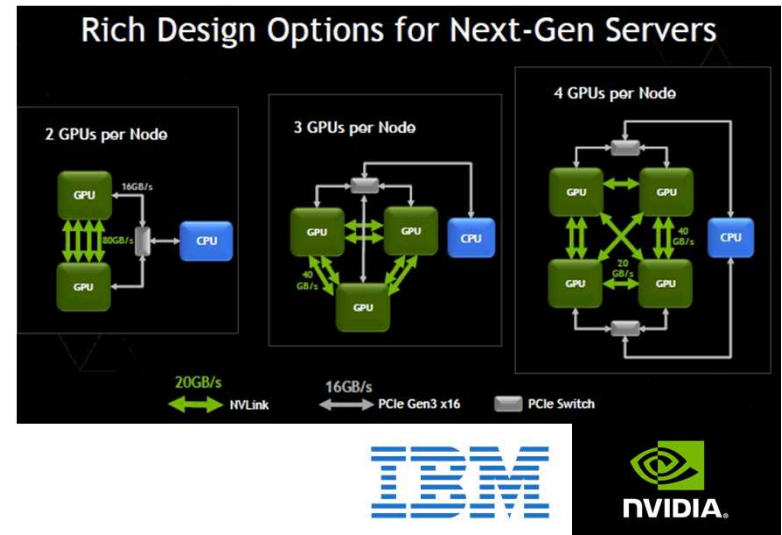 Rich Design Options for Next-Gen Servers
2 GPUs per Node
GPU
16GB/s
80GB/s
CPU
GPU
3 GPUs per Node
GPU
GPU
CPU
40
GB/s
GPU
4 GPUs per Node
GPU
GPU
40
GB/s
CPU
20
GB/s
GPU
GPU
20GB/s
NVLink
16GB/s
PCIe Gen3 x16
PCIe Switch
IBM
NVIDIA.